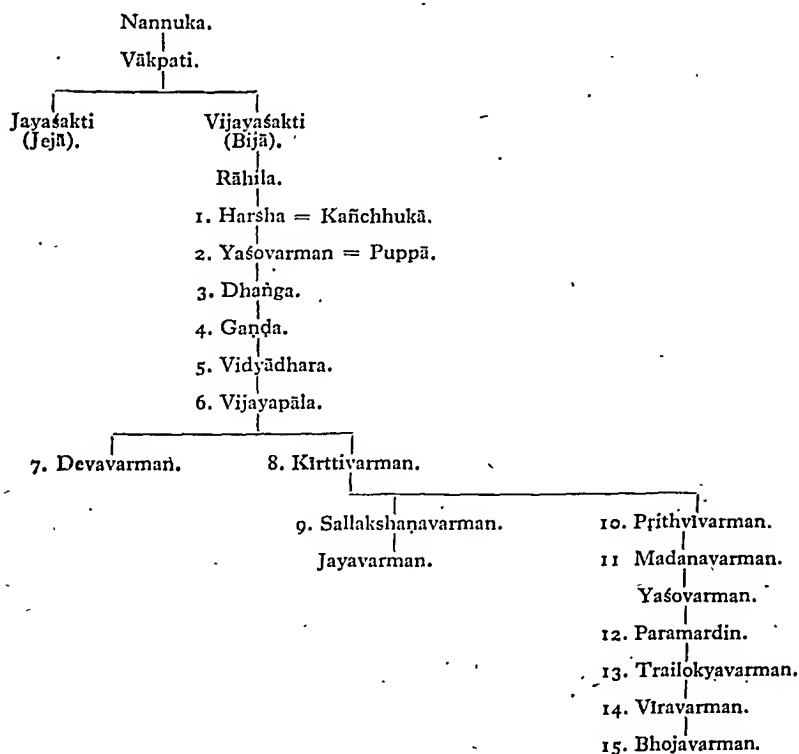 Nannuka.
Vākpati.
Jayaśakti Vijayaśakti
(Jejā). (Bijā).
Rāhila.
1. Harsha = Kañchhukā.
2. Yaśovarman = Puppā.
3. Dhaṅga.
4. Gaṇḍa.
5. Vidyādhara.
6. Vijayapāla.
7. Devavarman. 8. Kīrttivarman.
9. Sallakshaṇavarman. 10. Pṛithvīvarman.
Jayavarman. 11 Madanavarman.
Yaśovarman.
12. Paramardin.
13. Trailokyavarman.
14. Vīravarman.
15. Bhojavarman.